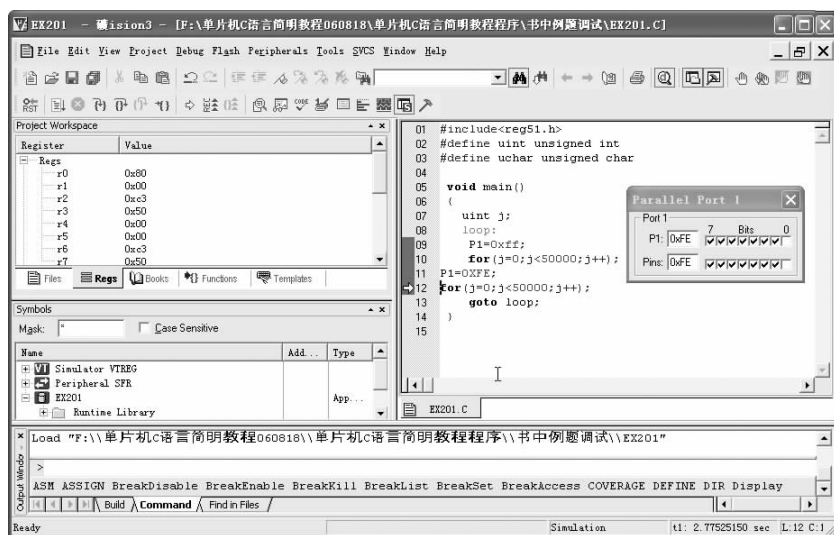 EX201 - 礦ision3 - [F:\单片机C语言简明教程060818\单片机C语言简明教程程序\书中例题调试\EX201.C]
File Edit View Project Debug Flash Peripherals Tools SVCS Window Help
RST
CODE
Project Workspace
Register Value
Regs
r0 0x80
r1 0x00
r2 0xc3
r3 0x50
r4 0x00
r5 0x00
r6 0xc3
r7 0x50
Files Regs Books Functions Templates
01 #include<reg51.h>
02 #define uint unsigned int
03 #define uchar unsigned char
04
05 void main()
06 {
07 uint j;
08 loop:
09 P1=0xff;
10 for(j=0;j<50000;j++);
11 P1=0XFE;
12 for(j=0;j<50000;j++);
13 goto loop;
14 }
15
EX201.C
Parallel Port 1
Port 1
7 Bits 0
P1: 0xFE
Pins: 0xFE
Symbols
Mask: * Case Sensitive
Name Add... Type
VT Simulator VTREG
Peripheral SFR
EX201 App...
Runtime Library
Output Window
Load "F:\\单片机C语言简明教程060818\\单片机C语言简明教程程序\\书中例题调试\\EX201"
>
ASM ASSIGN BreakDisable BreakEnable BreakKill BreakList BreakSet BreakAccess COVERAGE DEFINE DIR Display
Build Command Find in Files
Ready Simulation t1: 2.77525150 sec L:12 C:1